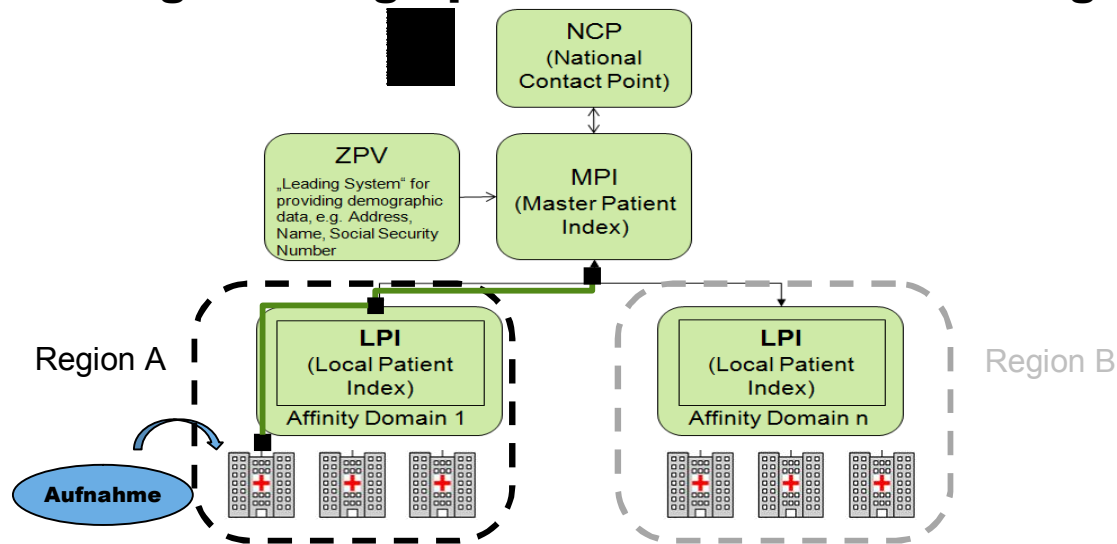 NCP
(National
Contact Point)
ZPV
„Leading System“ for
providing demographic
data, e.g. Address,
Name, Social Security
Number
MPI
(Master Patient
Index)
Region A
LPI
(Local Patient
Index)
Affinity Domain 1
LPI
(Local Patient
Index)
Affinity Domain n
Region B
Aufnahme